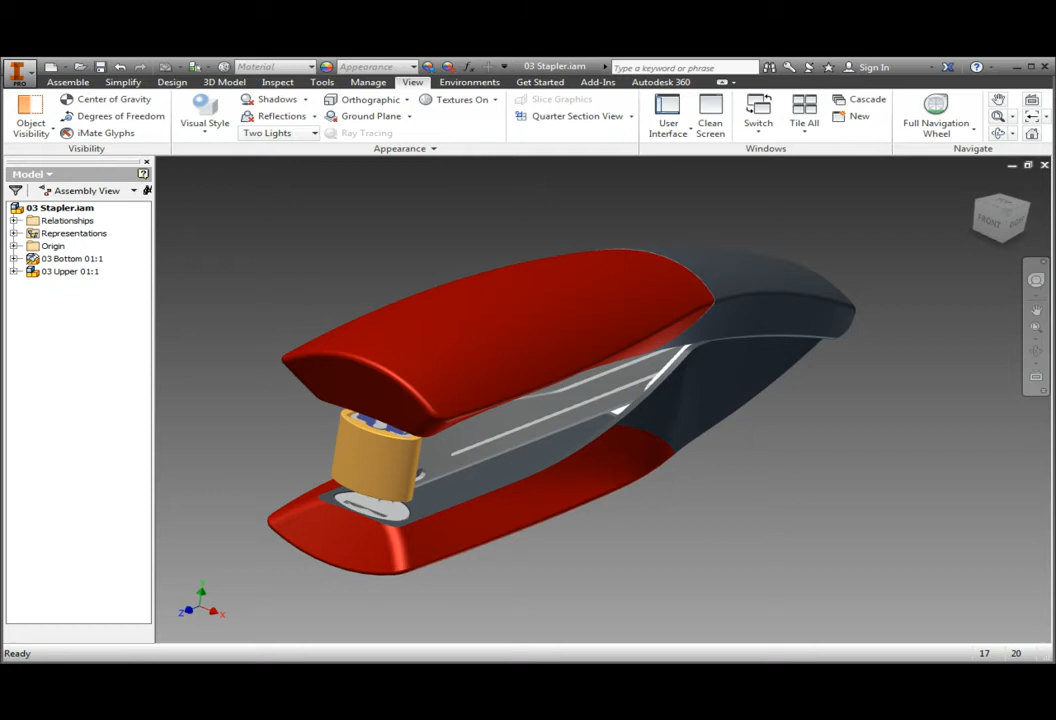 Material
Appearance
03 Stapler.iam
Type a keyword or phrase
Sign In
PRO
Assemble
Simplify
Design
3D Model
Inspect
Tools
Manage
View
Environments
Get Started
Add-Ins
Autodesk 360
Object Visibility
Center of Gravity
Degrees of Freedom
iMate Glyphs
Visibility
Visual Style
Shadows
Reflections
Two Lights
Orthographic
Ground Plane
Ray Tracing
Textures On
Slice Graphics
Quarter Section View
Appearance
User Interface
Clean Screen
Switch
Tile All
Cascade
New
Windows
Full Navigation Wheel
Navigate
Model
Assembly View
03 Stapler.iam
Relationships
Representations
Origin
03 Bottom 01:1
03 Upper 01:1
FRONT
Y
Z
X
Ready
17
20